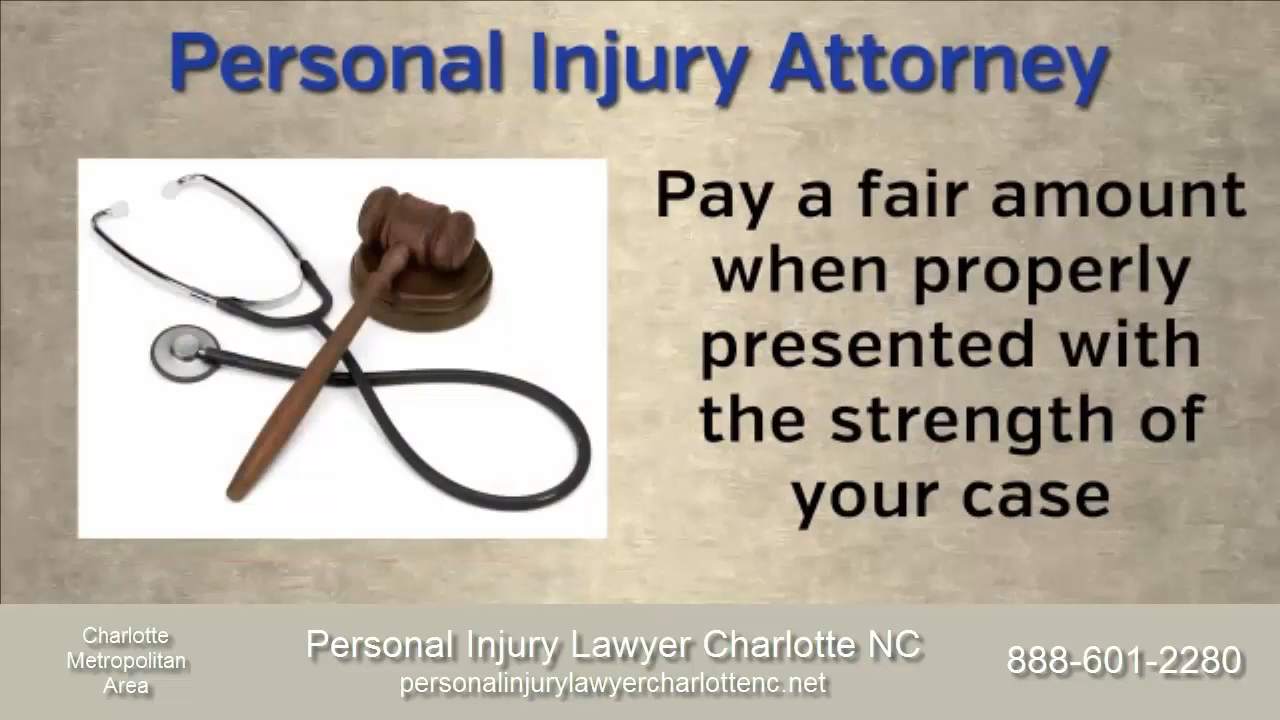 Personal Injury Attorney
Pay a fair amount
when properly
presented with
the strength of
your case
Charlotte
Metropolitan
Area
Personal Injury Lawyer Charlotte NC
personalinjurylawyercharlottenc.net
888-601-2280